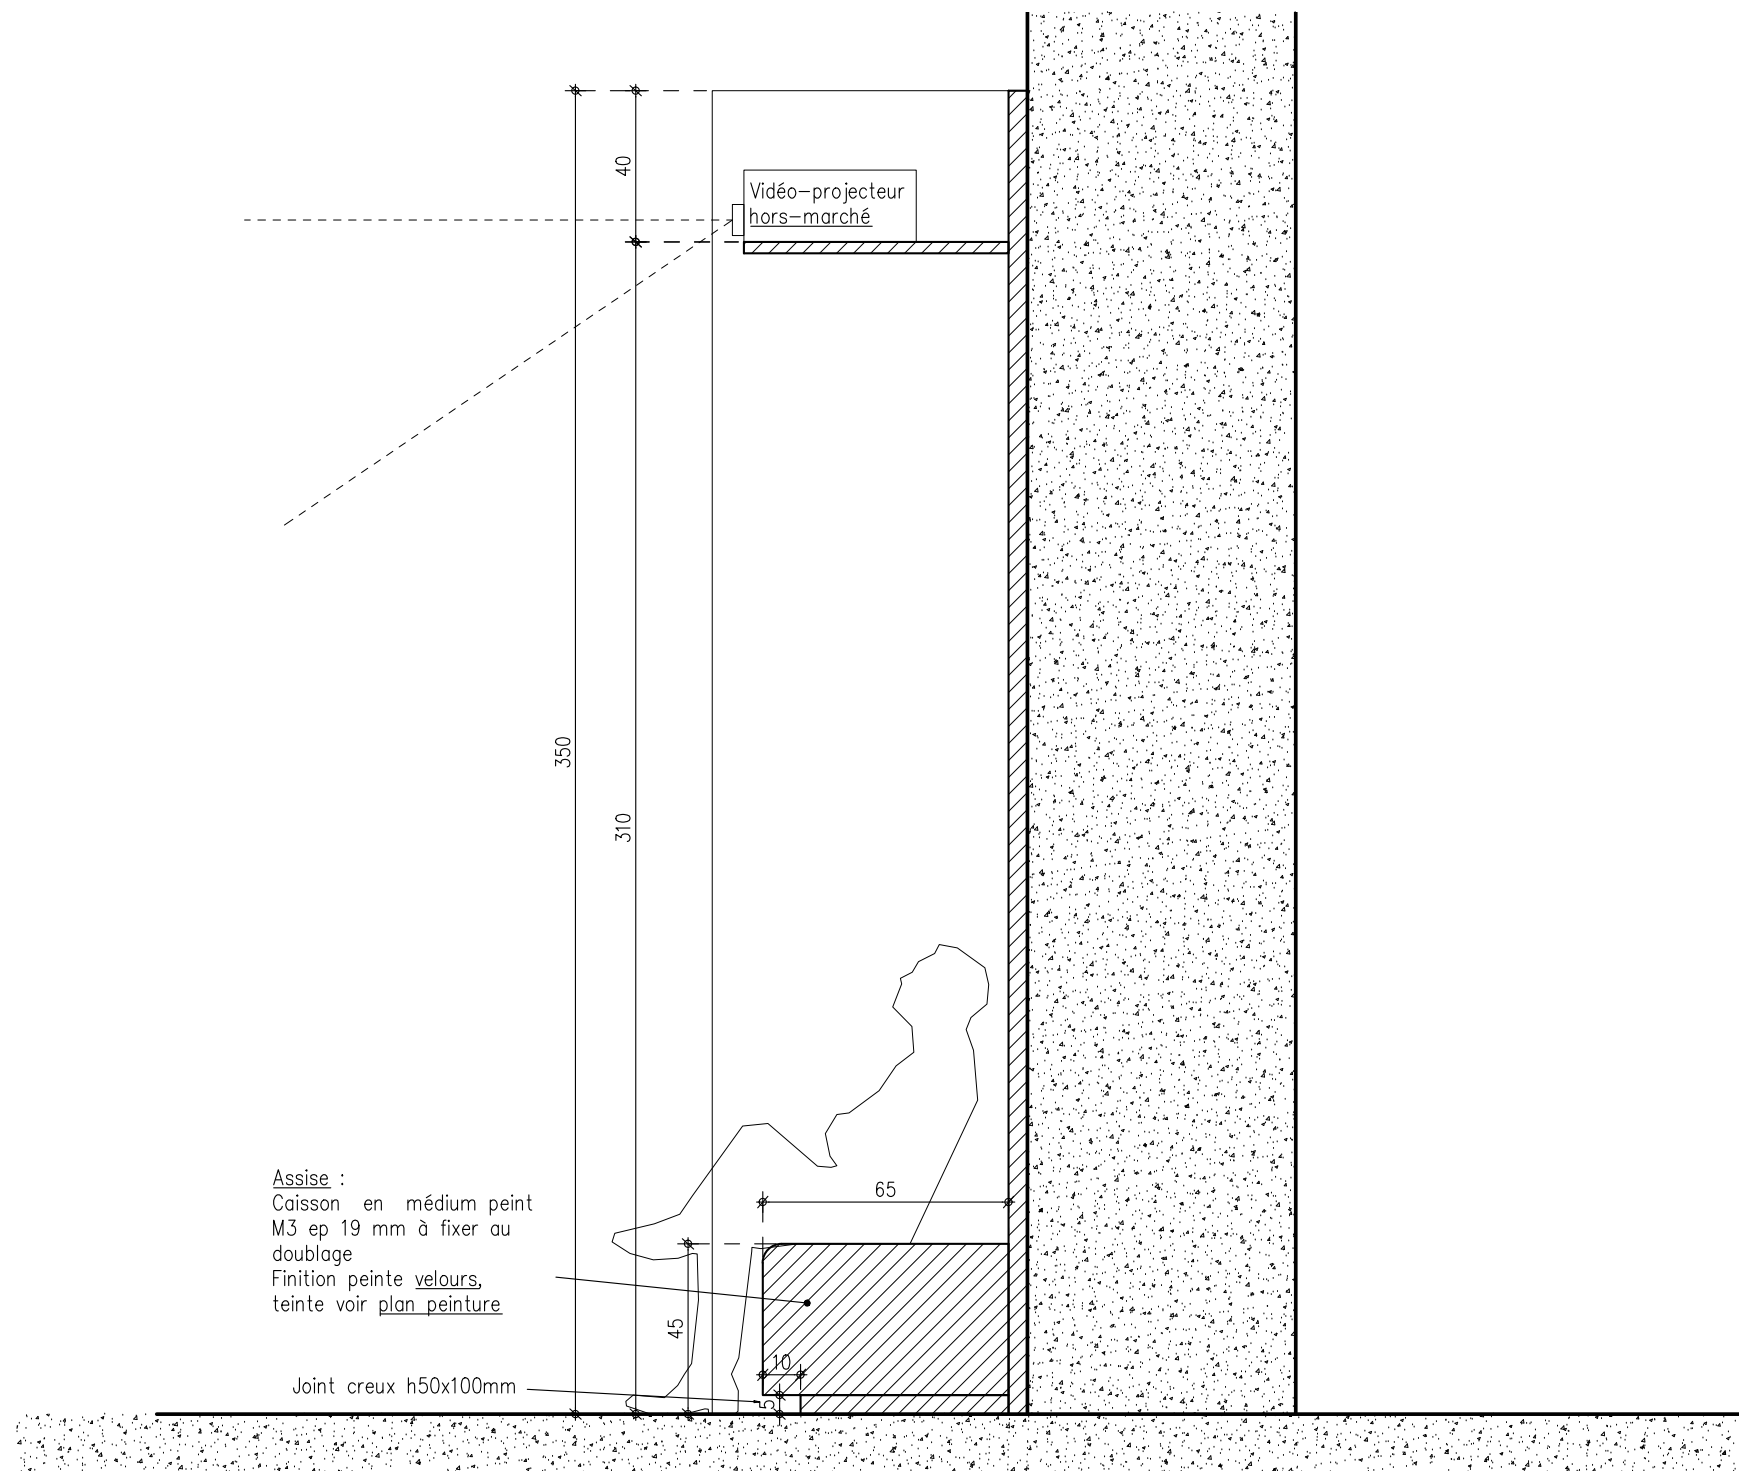 40
Vidéo-projecteur
hors-marché
350
310
65
Assise :
Caisson en médium peint
M3 ep 19 mm à fixer au
doublage
Finition peinte velours,
teinte voir plan peinture
45
10
Joint creux h50x100mm
5